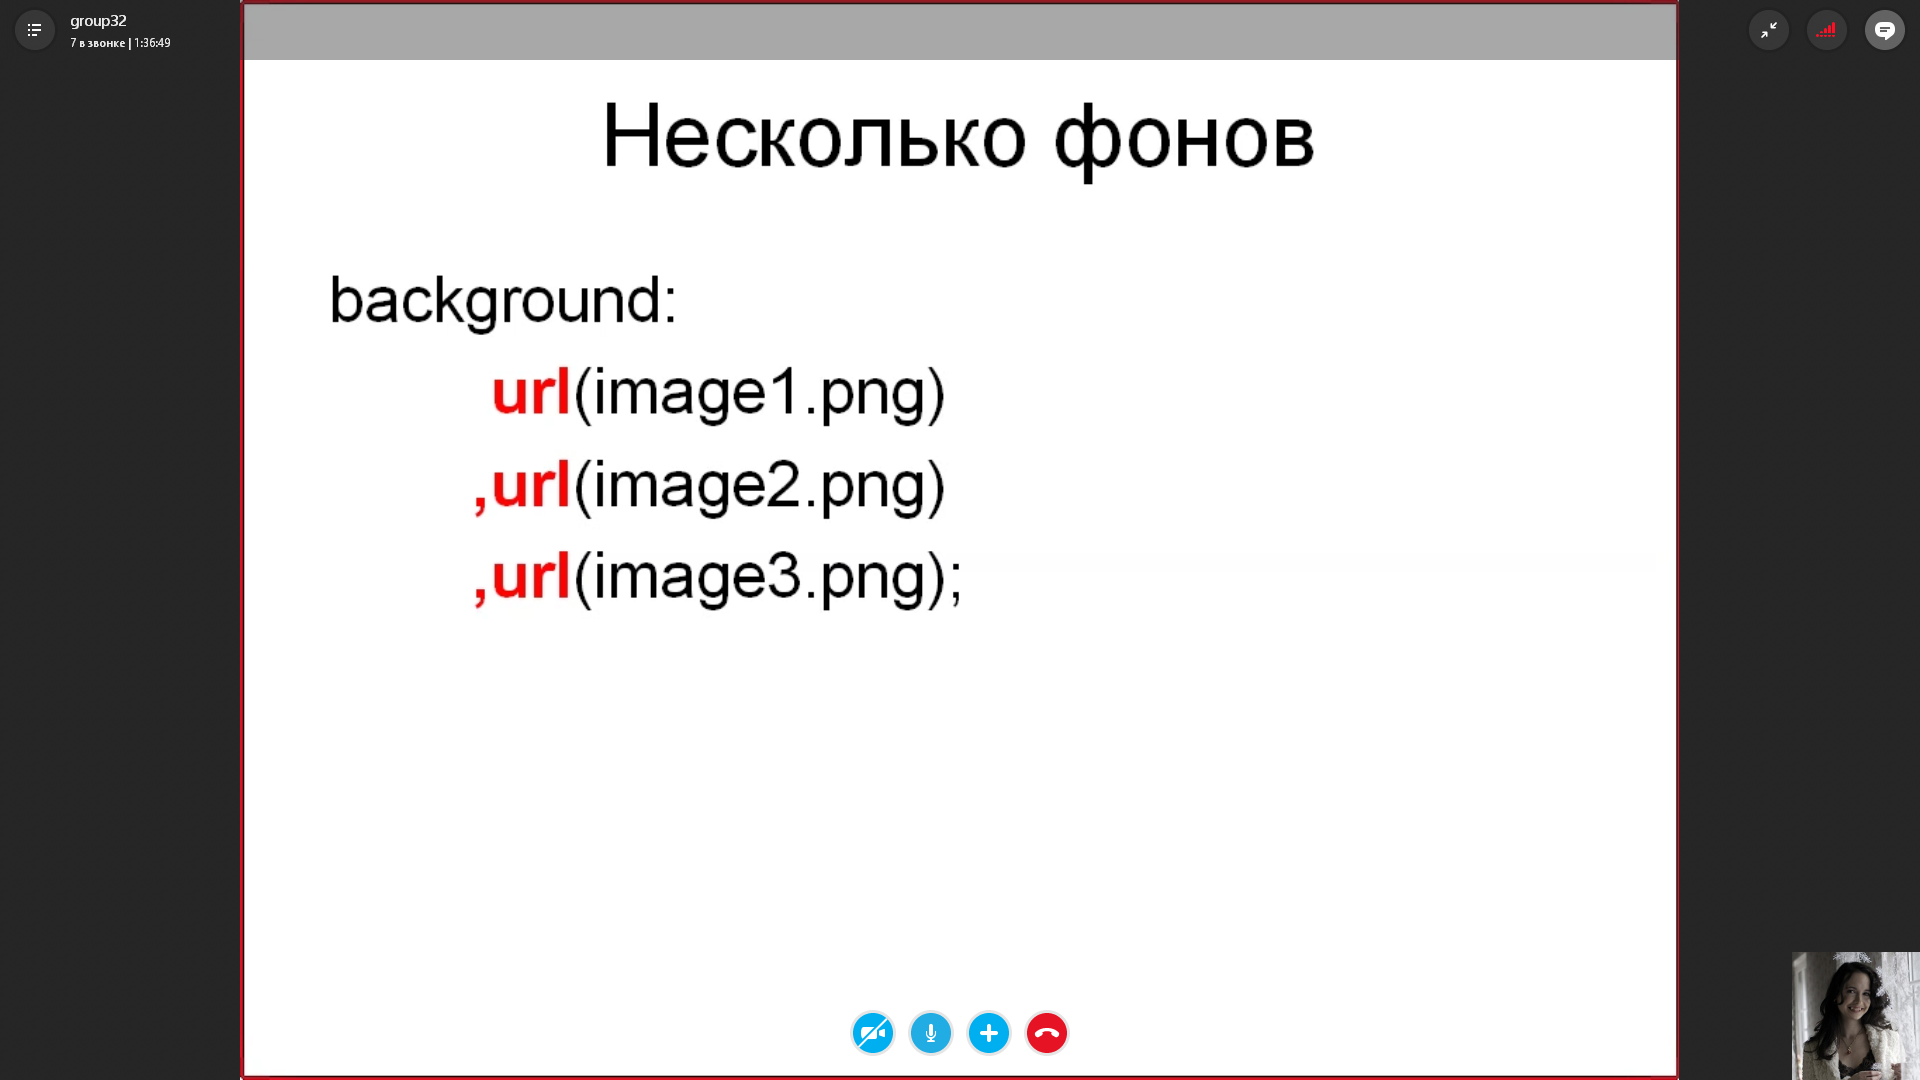 group32
7 в звонке | 1:36:49
Несколько фонов
background:
url(image1.png)
,url(image2.png)
,url(image3.png);